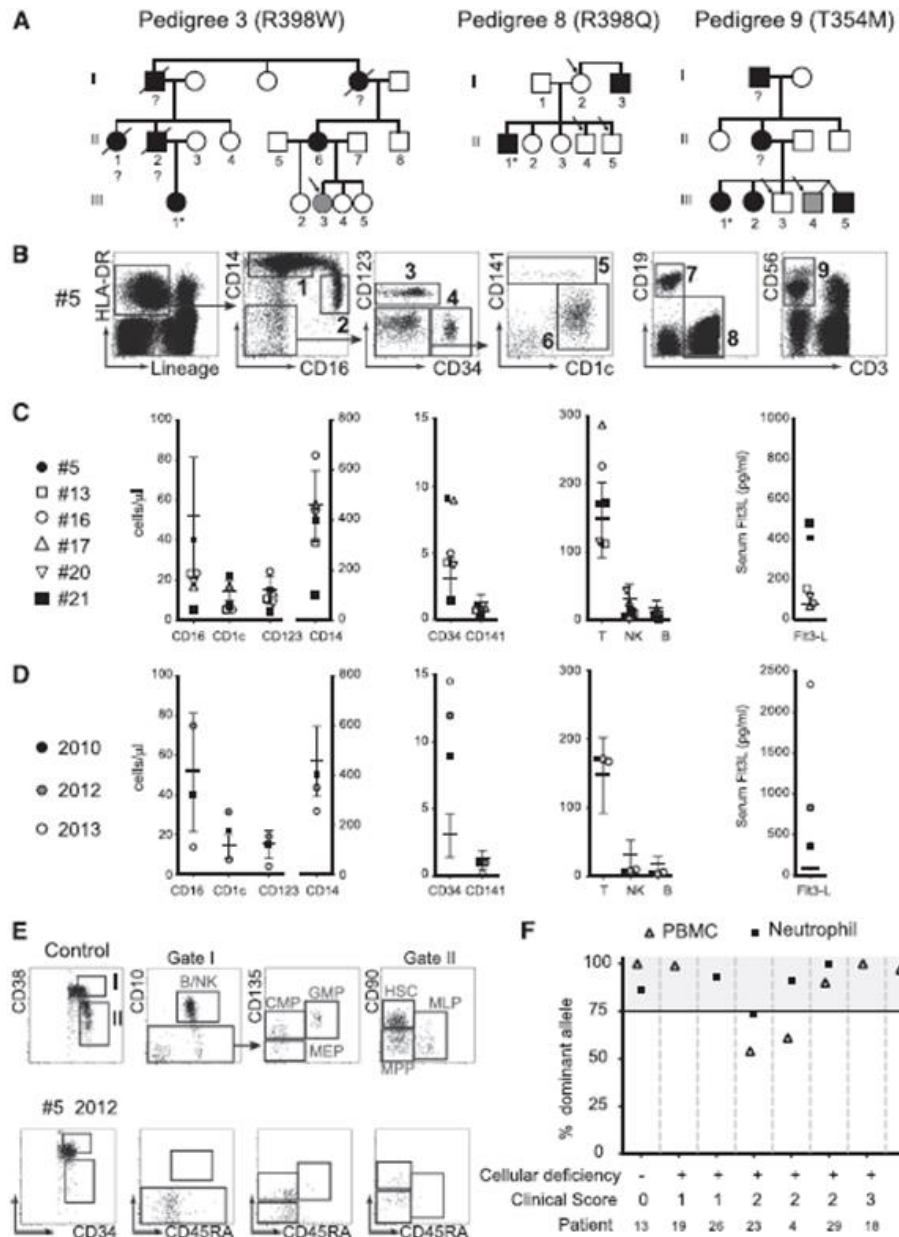 A Pedigree 3 (R398W) Pedigree 8 (R398Q) Pedigree 9 (T354M)
I ? ? I 1 2 3 I ?
II 1 2 3 4 5 6 7 8 II 1* 2 3 4 5 II ?
? ?
III 1* 2 3 4 5 III 1* 2 3 4 5
B #5
HLA-DR Lineage
CD14 CD16 1 2
CD123 CD34 3 4
CD141 CD1c 5 6
CD19 7 8
CD56 9 CD3
C
#5
#13
#16
#17
#20
#21
cells/μl
100 80 60 40 20 0
800 600 400 200 0
CD16 CD1c CD123 CD14
15 10 5 0
CD34 CD141
300 200 100 0
T NK B
Serum Flt3L (pg/ml)
1000 800 600 400 200 0
Flt3-L
D
2010
2012
2013
cells/μl
100 80 60 40 20 0
800 600 400 200 0
CD16 CD1c CD123 CD14
15 10 5 0
CD34 CD141
300 200 100 0
T NK B
Serum Flt3L (pg/ml)
2500 2000 1500 1000 500 0
Flt3-L
E
Control Gate I Gate II
CD38 I II
CD10 B/NK
CD135 CMP GMP MEP
CD90 HSC MLP MPP
#5 2012
CD34 CD45RA CD45RA CD45RA
F
PBMC Neutrophil
% dominant allele
100
75
50
25
0
Cellular deficiency - + + + + + +
Clinical Score 0 1 1 2 2 2 3
Patient 13 19 26 23 4 29 18